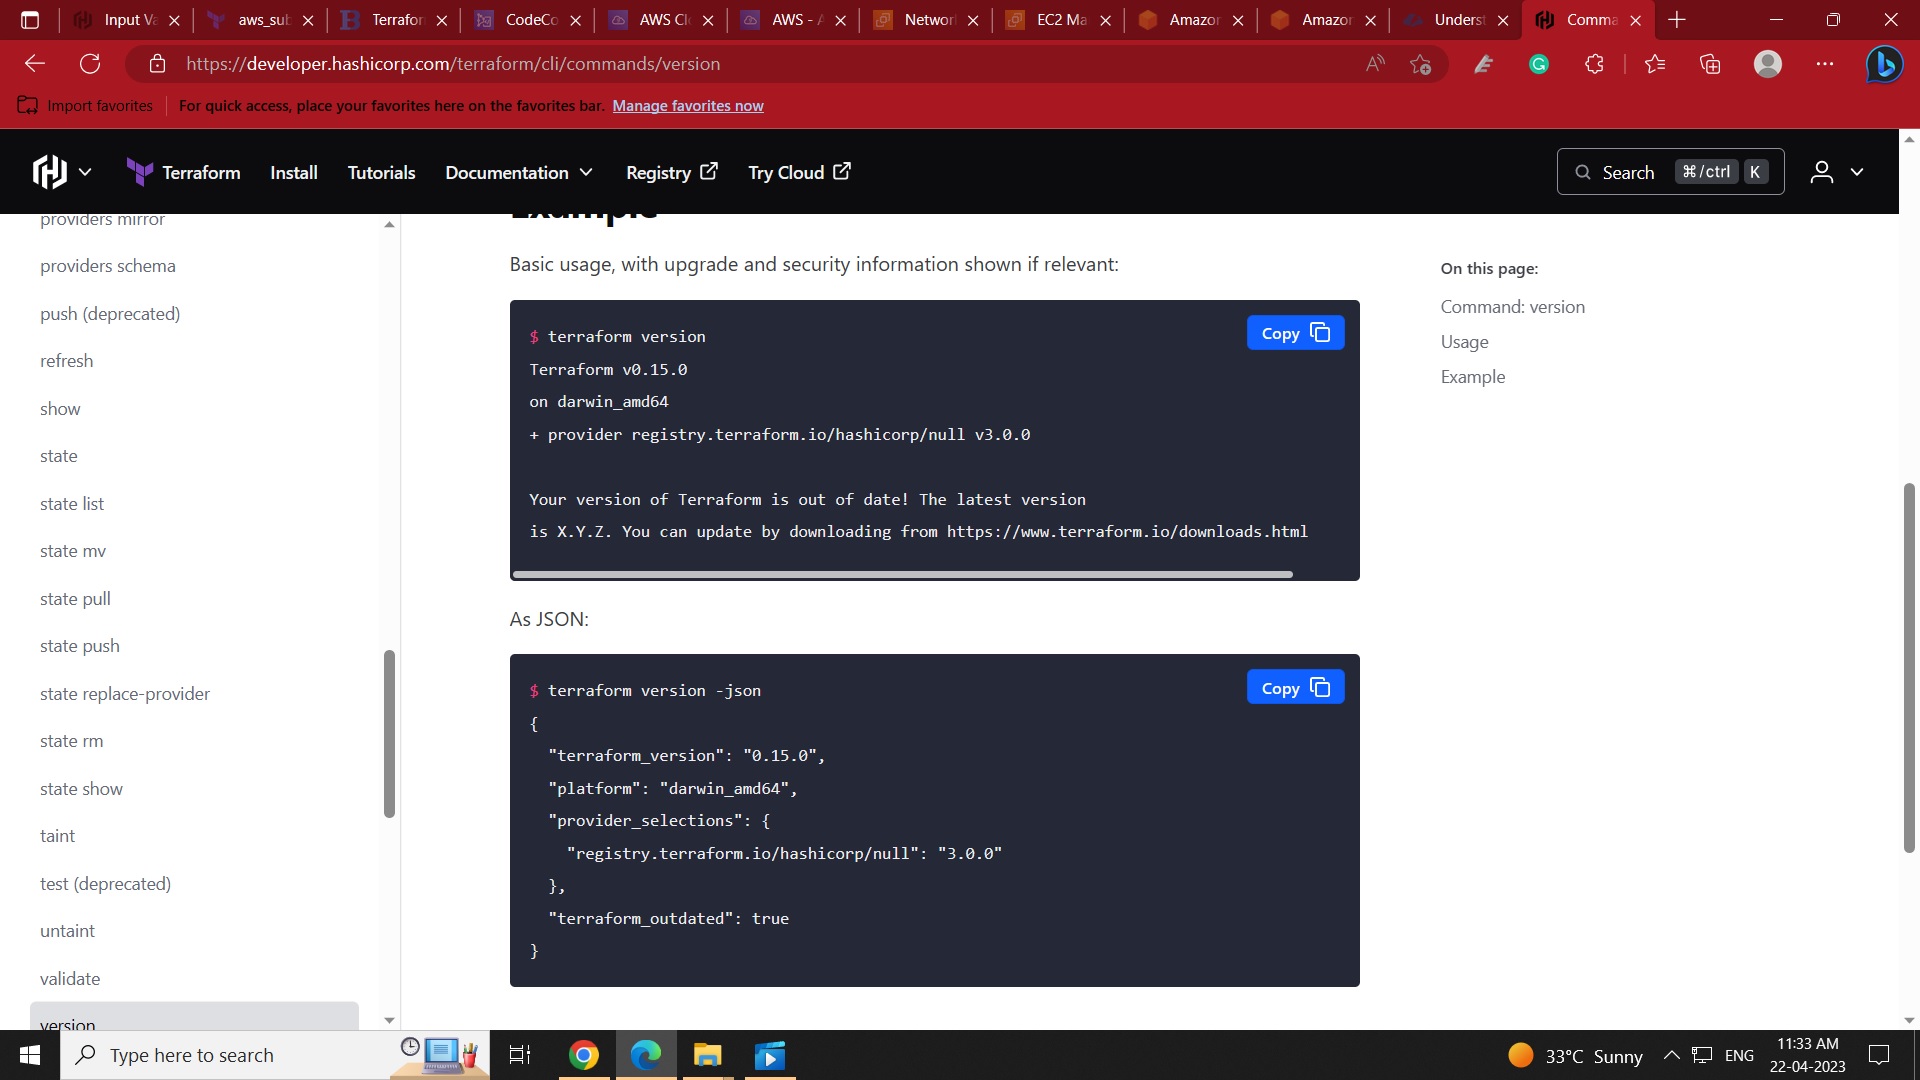 Input Va
aws_sub
Terrafor
CodeCo
AWS Cl
AWS - A
Networ
EC2 Ma
Amazon
Amazon
Underst
Comma
https://developer.hashicorp.com/terraform/cli/commands/version
Import favorites
For quick access, place your favorites here on the favorites bar. Manage favorites now
Terraform
Install
Tutorials
Documentation
Registry
Try Cloud
Search
⌘/ctrl
K
providers mirror
providers schema
push (deprecated)
refresh
show
state
state list
state mv
state pull
state push
state replace-provider
state rm
state show
taint
test (deprecated)
untaint
validate
version
Example
Basic usage, with upgrade and security information shown if relevant:
Copy
$ terraform version
Terraform v0.15.0
on darwin_amd64
+ provider registry.terraform.io/hashicorp/null v3.0.0
Your version of Terraform is out of date! The latest version
is X.Y.Z. You can update by downloading from https://www.terraform.io/downloads.html
As JSON:
Copy
$ terraform version -json
{
"terraform_version": "0.15.0",
"platform": "darwin_amd64",
"provider_selections": {
"registry.terraform.io/hashicorp/null": "3.0.0"
},
"terraform_outdated": true
}
On this page:
Command: version
Usage
Example
Type here to search
33°C Sunny
ENG
11:33 AM
22-04-2023